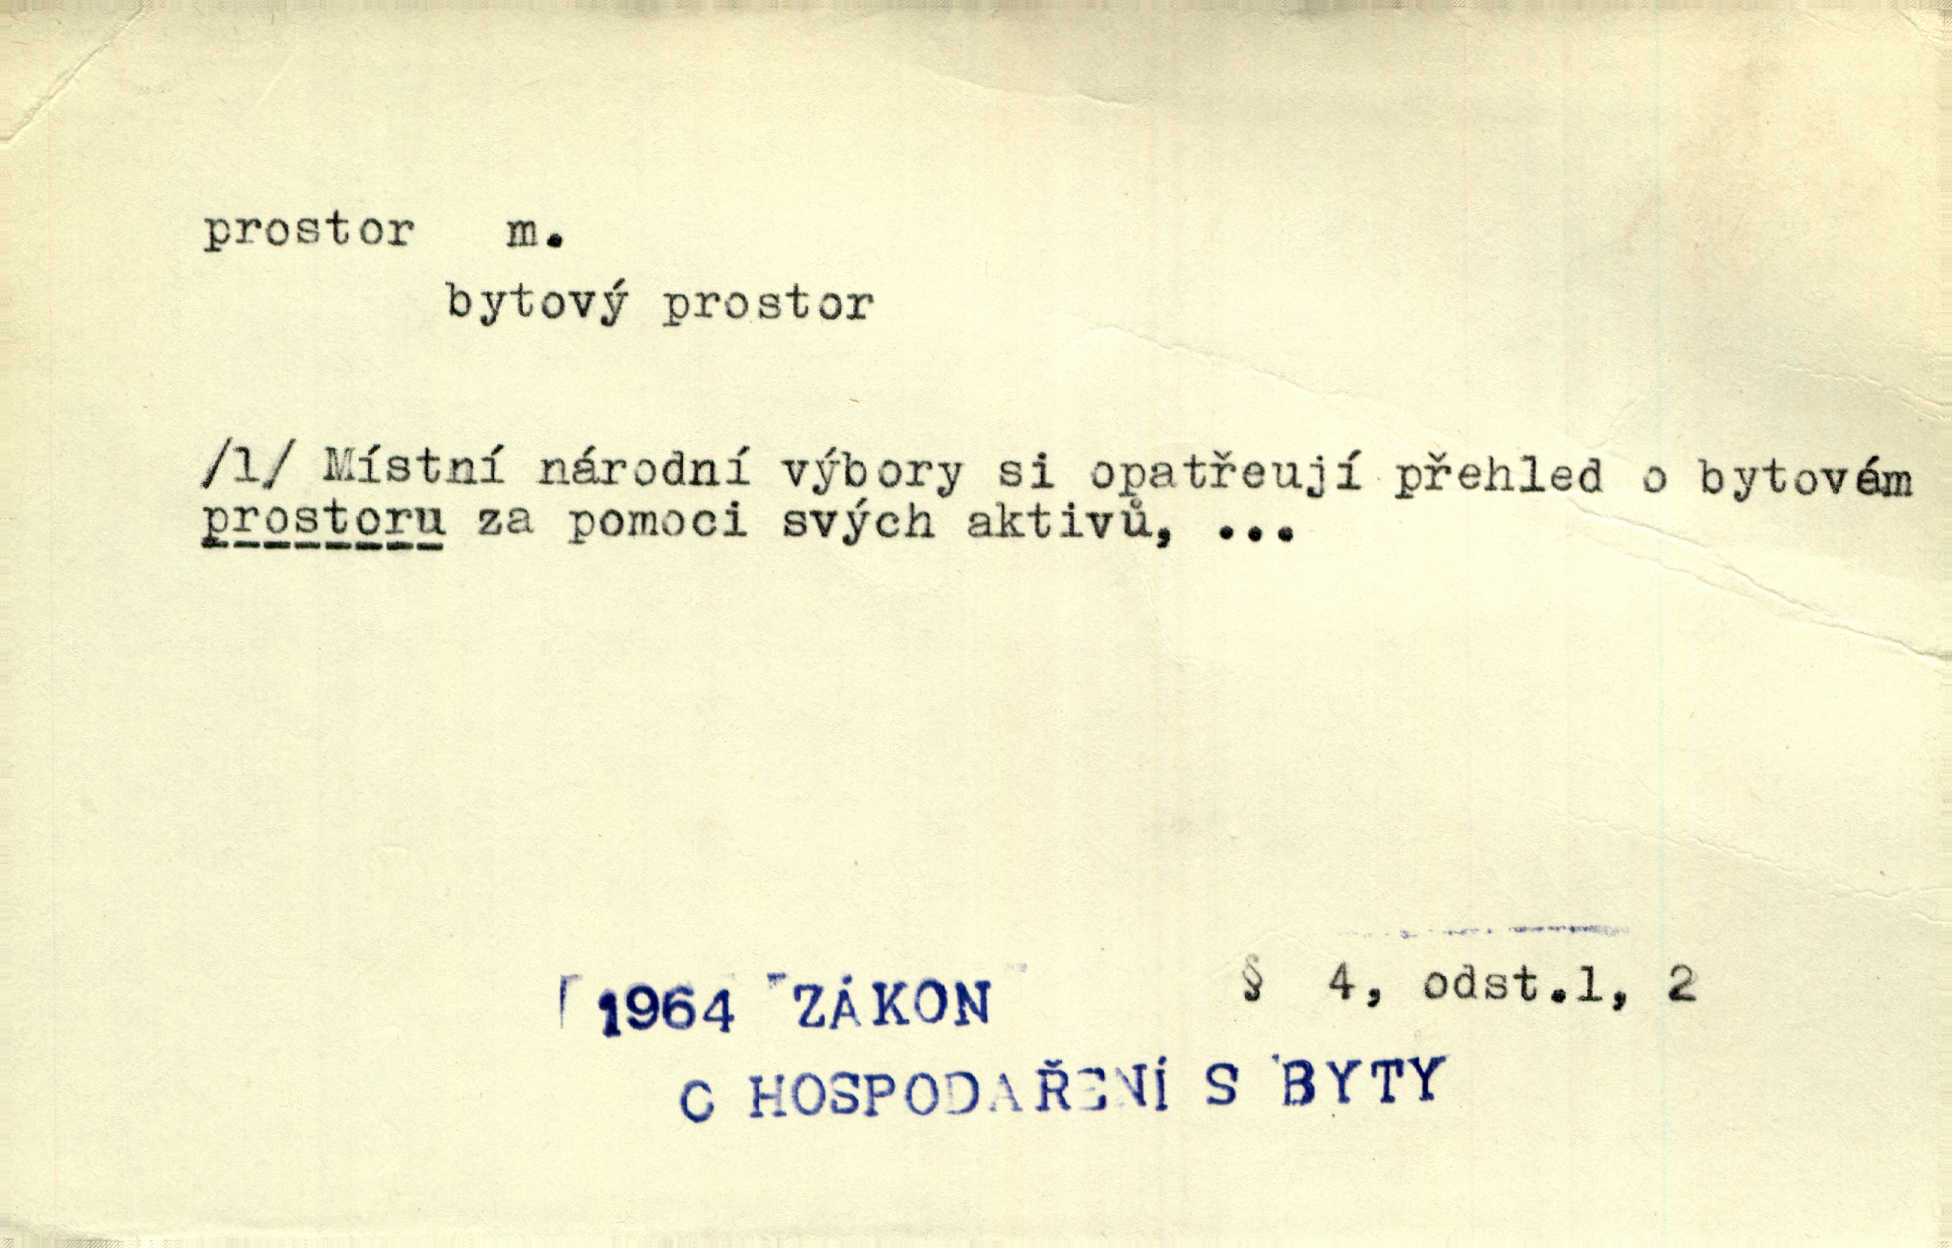 prostor m.
bytový prostor
/1/ Místní národní výbory si opatřeují přehled o bytovém
prostoru za pomoci svých aktivů, ...
§ 4, odst.1, 2
1964 ZÁKON
O HOSPODAŘENÍ S BYTY